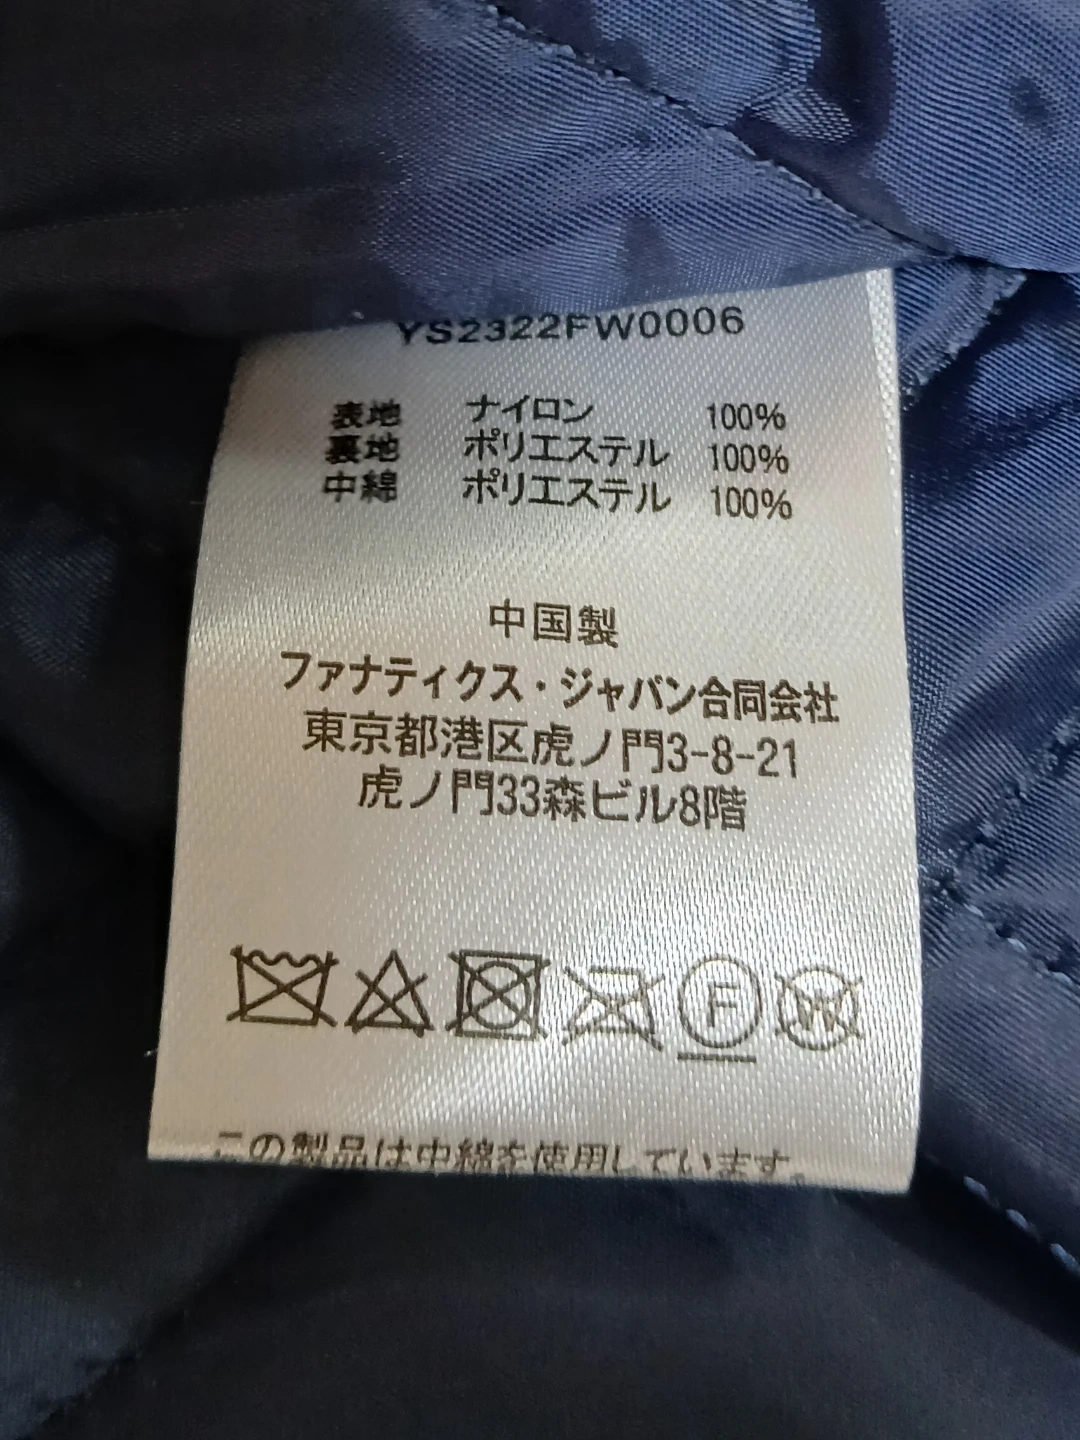 YS2322FW0006
表地 ナイロン 100%
裏地 ポリエステル 100%
中綿 ポリエステル 100%
中国製
ファナティクス・ジャパン合同会社
東京都港区虎ノ門3-8-21
虎ノ門33森ビル8階
F
W
この製品は中綿を使用しています。